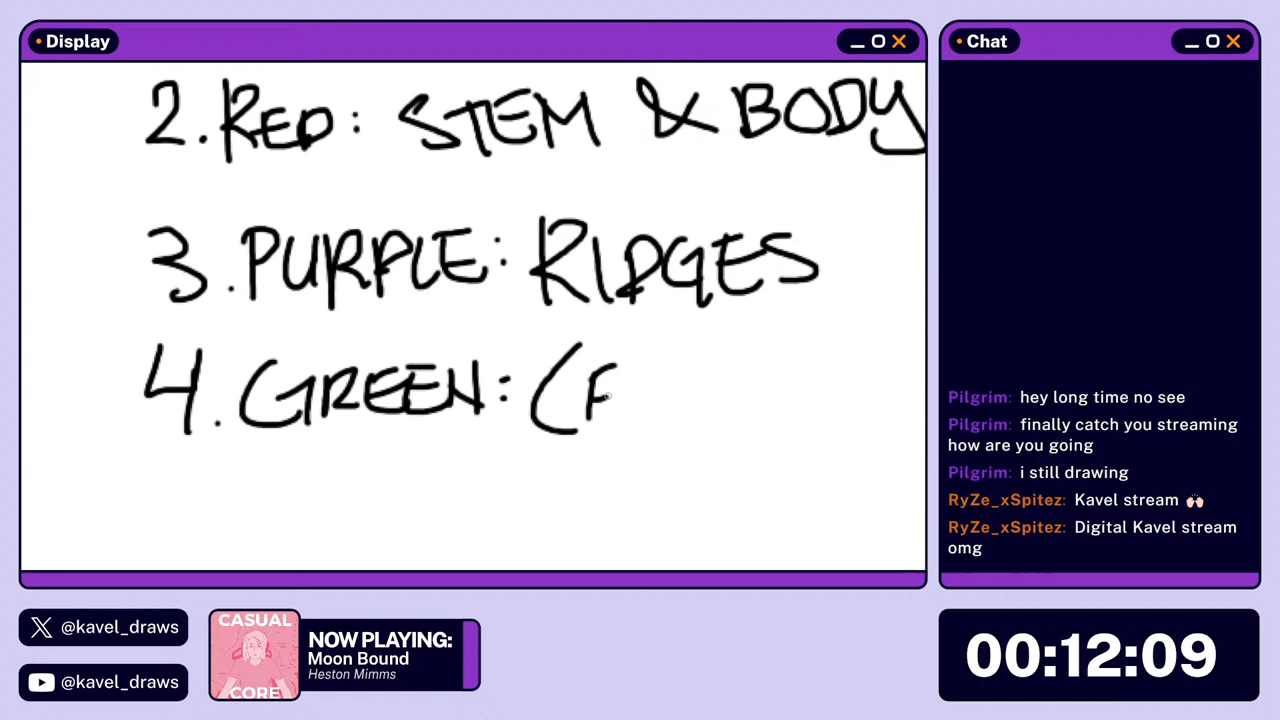 Display
2. RED: STEM & BODY
3. PURPLE: RIDGES
4. GREEN: (F
Chat
Pilgrim: hey long time no see
Pilgrim: finally catch you streaming
how are you going
Pilgrim: i still drawing
RyZe_xSpitez: Kavel stream 🙌🏻
RyZe_xSpitez: Digital Kavel stream
omg
@kavel_draws
@kavel_draws
CASUAL
CORE
NOW PLAYING:
Moon Bound
Heston Mimms
00:12:09